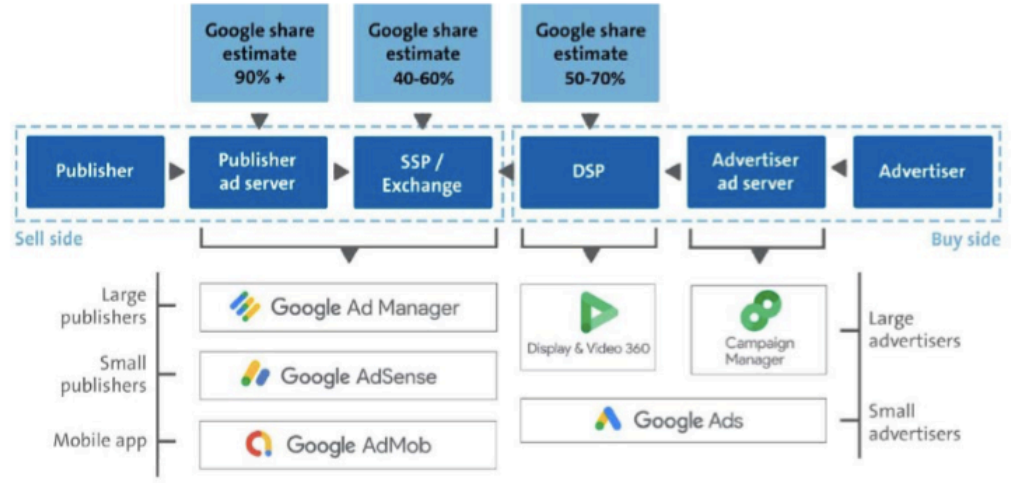 Google share
estimate
90% +
Google share
estimate
40-60%
Google share
estimate
50-70%
Publisher
Publisher
ad server
SSP /
Exchange
DSP
Advertiser
ad server
Advertiser
Sell side
Buy side
Large
publishers
Google Ad Manager
Display & Video 360
Campaign
Manager
Large
advertisers
Small
publishers
Google AdSense
Google Ads
Small
advertisers
Mobile app
Google AdMob